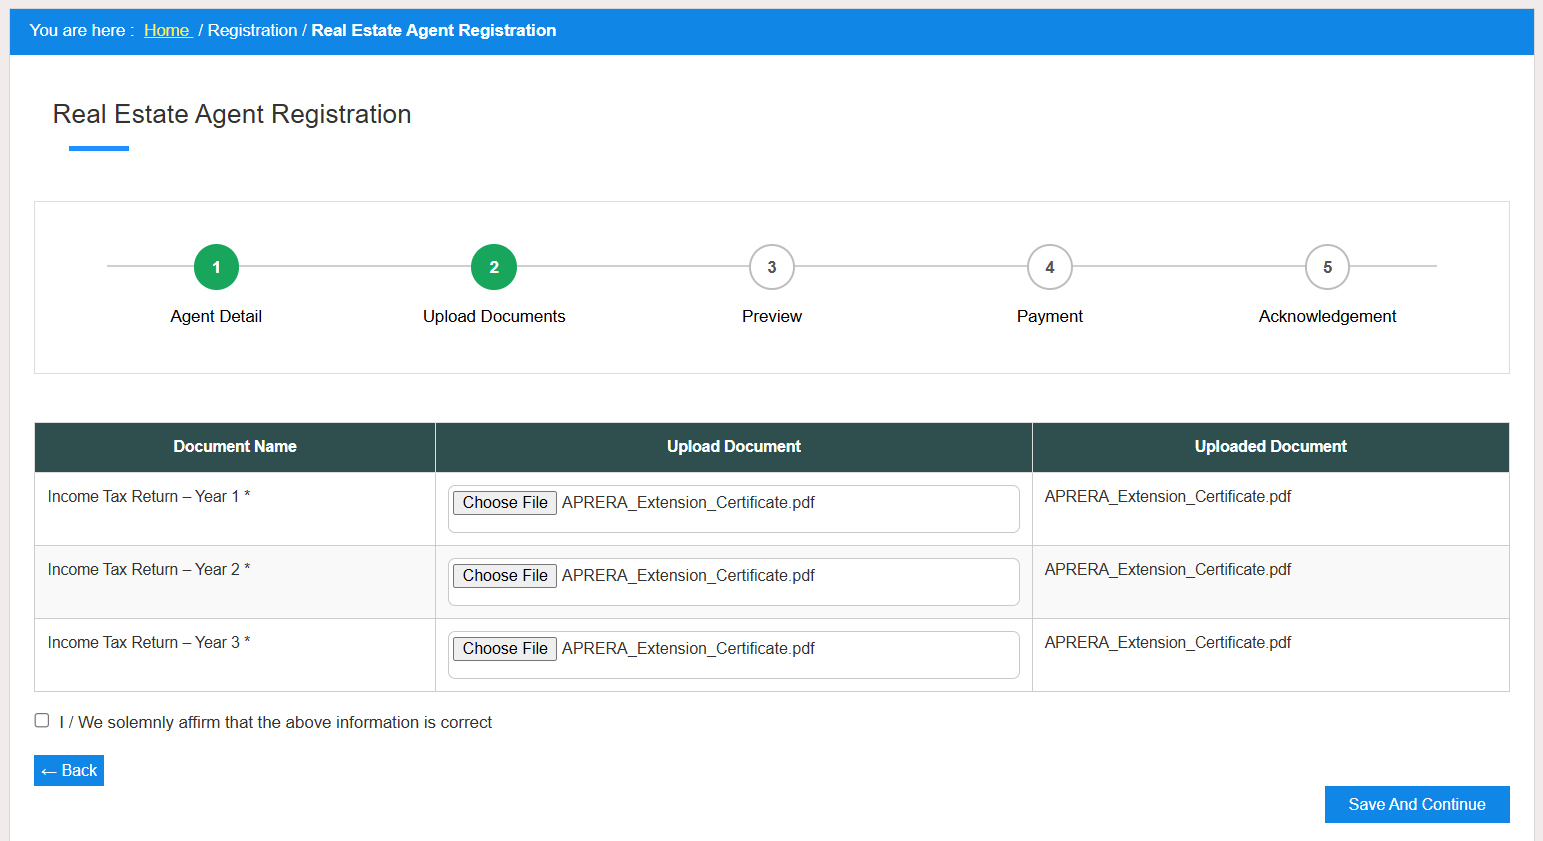 You are here : Home / Registration / Real Estate Agent Registration
Real Estate Agent Registration
1 2 3 4 5
Agent Detail Upload Documents Preview Payment Acknowledgement
Document Name Upload Document Uploaded Document
Income Tax Return – Year 1 * Choose File APRERA_Extension_Certificate.pdf APRERA_Extension_Certificate.pdf
Income Tax Return – Year 2 * Choose File APRERA_Extension_Certificate.pdf APRERA_Extension_Certificate.pdf
Income Tax Return – Year 3 * Choose File APRERA_Extension_Certificate.pdf APRERA_Extension_Certificate.pdf
I / We solemnly affirm that the above information is correct
← Back
Save And Continue